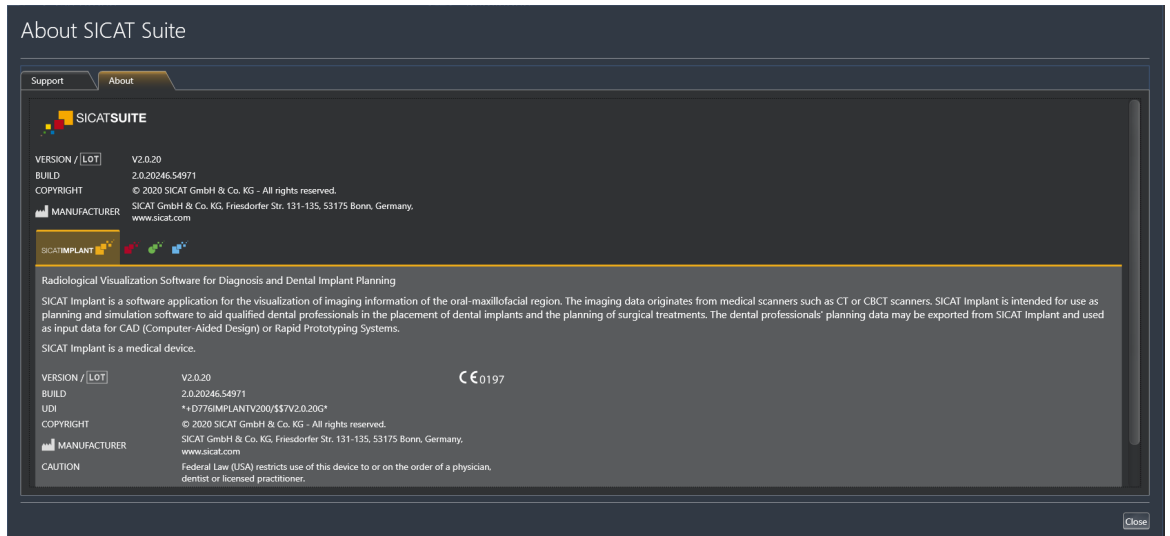 About SICAT Suite
Support
About
SICATSUITE
VERSION / LOT V2.0.20
BUILD 2.0.20246.54971
COPYRIGHT © 2020 SICAT GmbH & Co. KG - All rights reserved.
MANUFACTURER SICAT GmbH & Co. KG, Friesdorfer Str. 131-135, 53175 Bonn, Germany,
www.sicat.com
SICATIMPLANT
Radiological Visualization Software for Diagnosis and Dental Implant Planning
SICAT Implant is a software application for the visualization of imaging information of the oral-maxillofacial region. The imaging data originates from medical scanners such as CT or CBCT scanners. SICAT Implant is intended for use as
planning and simulation software to aid qualified dental professionals in the placement of dental implants and the planning of surgical treatments. The dental professionals' planning data may be exported from SICAT Implant and used
as input data for CAD (Computer-Aided Design) or Rapid Prototyping Systems.
SICAT Implant is a medical device.
VERSION / LOT V2.0.20 CE0197
BUILD 2.0.20246.54971
UDI *+D776IMPLANTV200/$$7V2.0.20G*
COPYRIGHT © 2020 SICAT GmbH & Co. KG - All rights reserved.
MANUFACTURER SICAT GmbH & Co. KG, Friesdorfer Str. 131-135, 53175 Bonn, Germany,
www.sicat.com
CAUTION Federal Law (USA) restricts use of this device to or on the order of a physician,
dentist or licensed practitioner.
Close